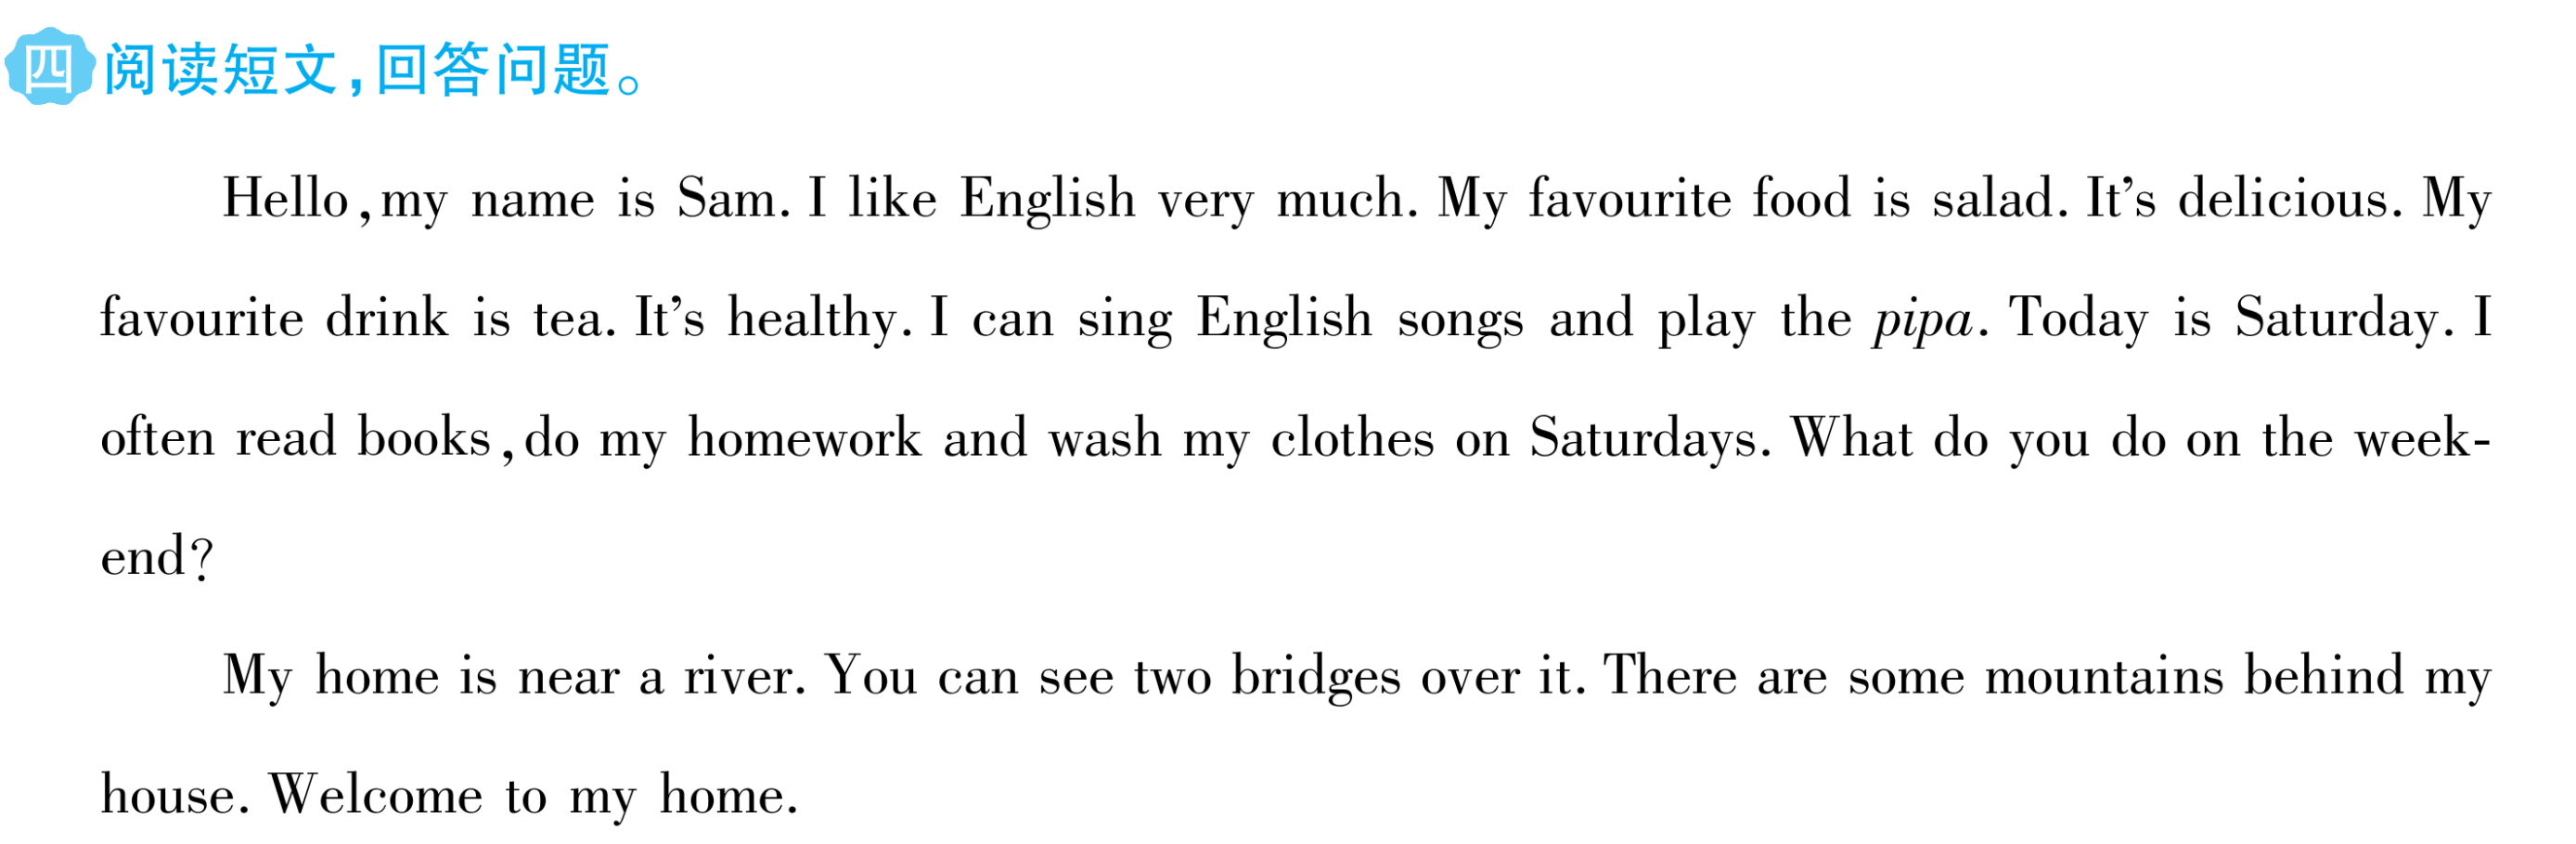 四 阅读短文,回答问题。
Hello, my name is Sam. I like English very much. My favourite food is salad. It’s delicious. My
favourite drink is tea. It’s healthy. I can sing English songs and play the pipa. Today is Saturday. I
often read books, do my homework and wash my clothes on Saturdays. What do you do on the week-
end?
My home is near a river. You can see two bridges over it. There are some mountains behind my
house. Welcome to my home.